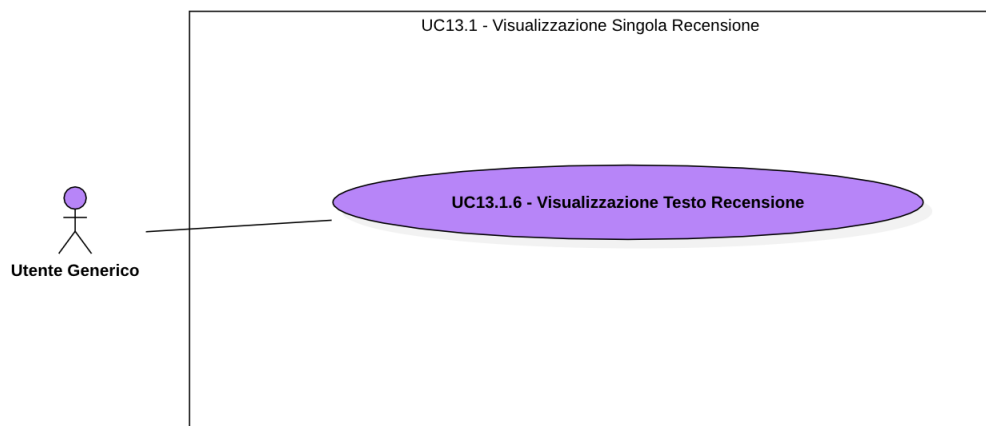 UC13.1 - Visualizzazione Singola Recensione
UC13.1.6 - Visualizzazione Testo Recensione
Utente Generico